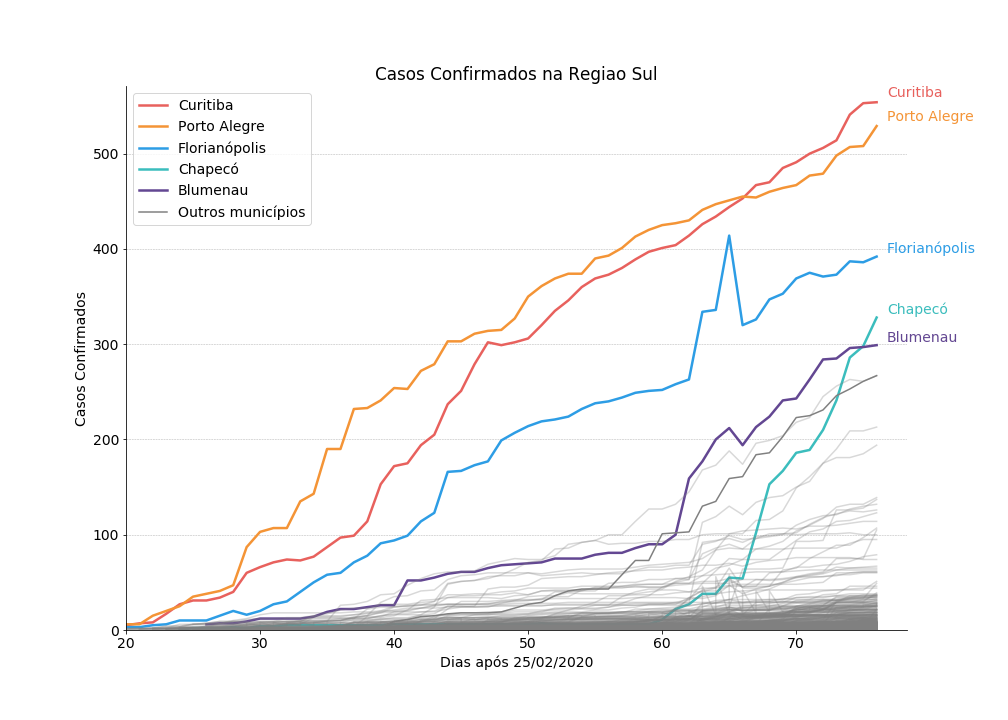 Casos Confirmados na Regiao Sul
Curitiba
Porto Alegre
Florianópolis
Chapecó
Blumenau
Outros municípios
Curitiba
Porto Alegre
Florianópolis
Chapecó
Blumenau
Casos Confirmados
500
400
300
200
100
0
20 30 40 50 60 70
Dias após 25/02/2020